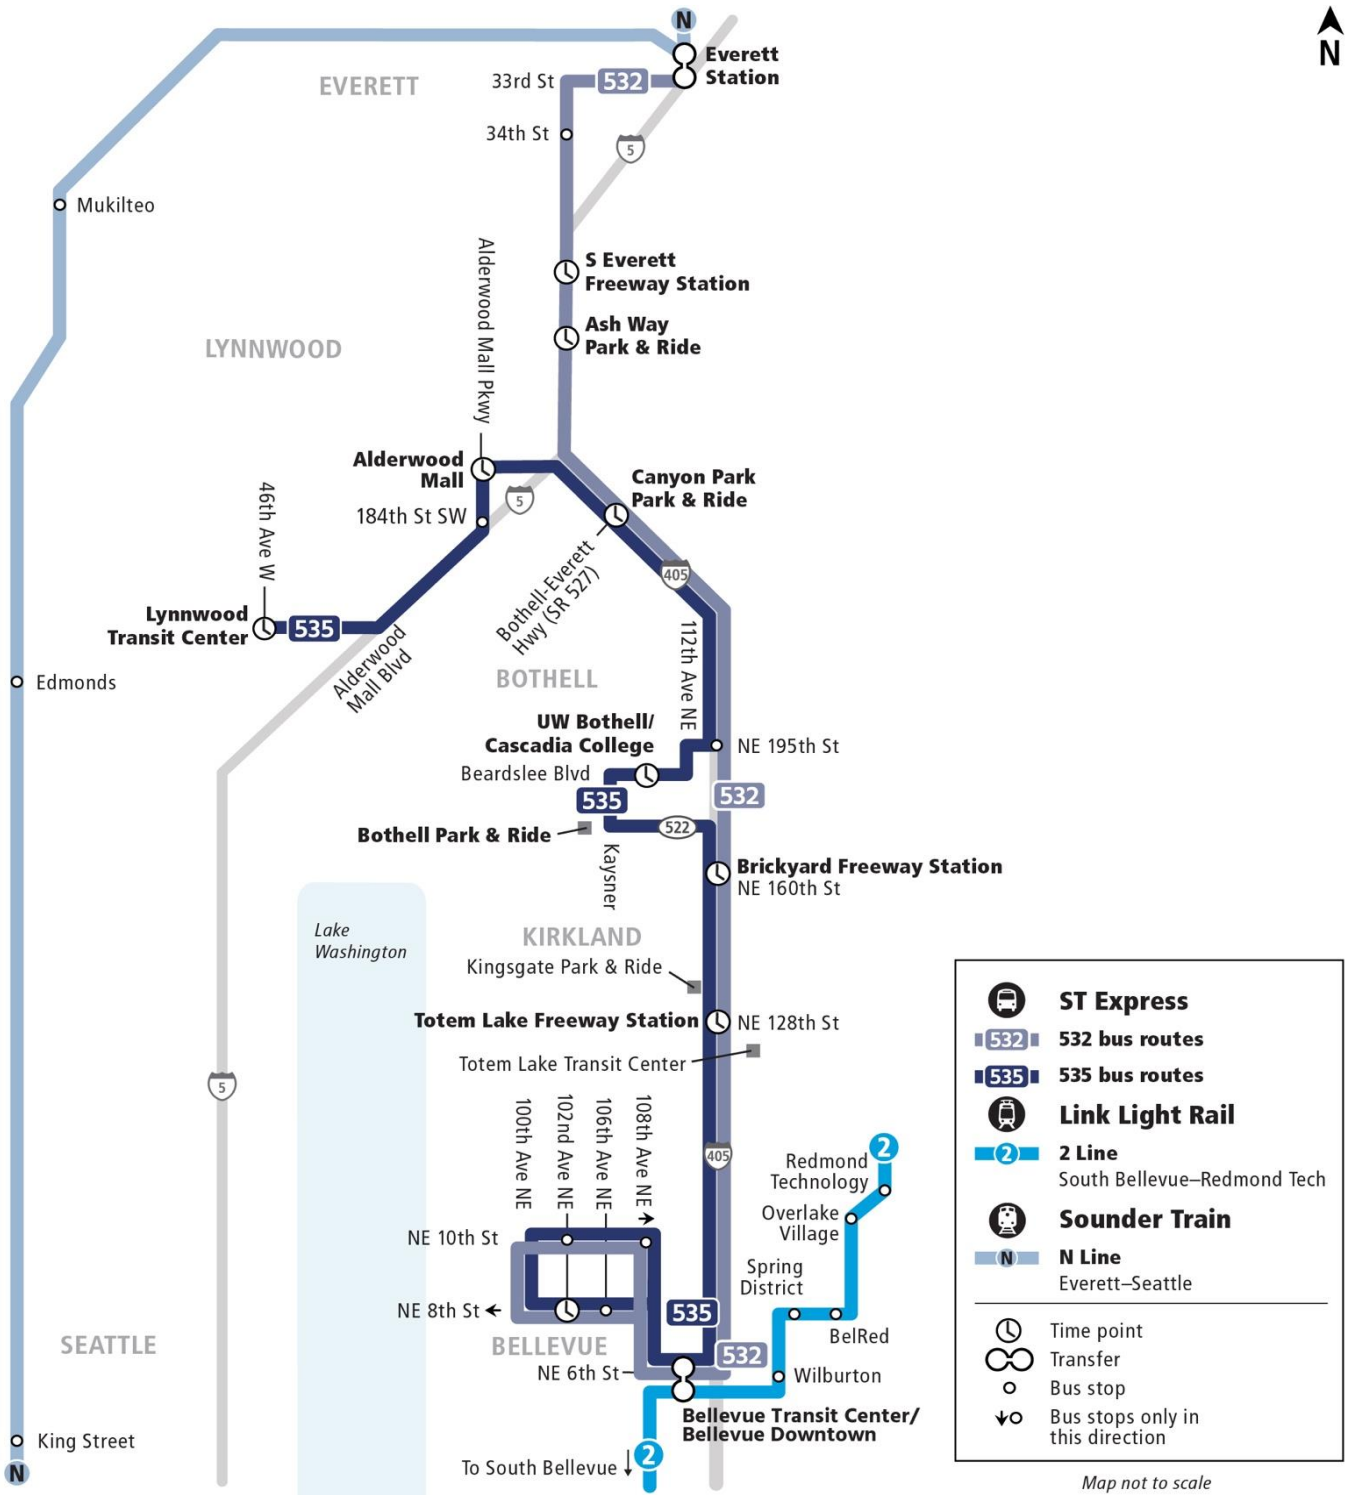 N
N
Everett
Station
EVERETT
33rd St
532
34th St
5
Mukilteo
S Everett
Freeway Station
Ash Way
Park & Ride
LYNNWOOD
Alderwood Mall Pkwy
Alderwood
Mall
Canyon Park
Park & Ride
5
184th St SW
46th Ave W
405
Bothell-Everett
Hwy (SR 527)
Lynnwood
Transit Center
535
Alderwood
Mall Blvd
112th Ave NE
Edmonds
BOTHELL
UW Bothell/
Cascadia College
NE 195th St
Beardslee Blvd
535
532
Bothell Park & Ride
522
Kaysner
Brickyard Freeway Station
NE 160th St
Lake
Washington
KIRKLAND
Kingsgate Park & Ride
Totem Lake Freeway Station
NE 128th St
Totem Lake Transit Center
5
100th Ave NE
102nd Ave NE
106th Ave NE
108th Ave NE
405
2
Redmond
Technology
Overlake
Village
NE 10th St
Spring
District
NE 8th St
535
BelRed
SEATTLE
BELLEVUE
532
NE 6th St
Wilburton
Bellevue Transit Center/
Bellevue Downtown
King Street
N
To South Bellevue
2
ST Express
532 532 bus routes
535 535 bus routes
Link Light Rail
2 2 Line
South Bellevue–Redmond Tech
Sounder Train
N N Line
Everett–Seattle
Time point
Transfer
Bus stop
Bus stops only in
this direction
Map not to scale